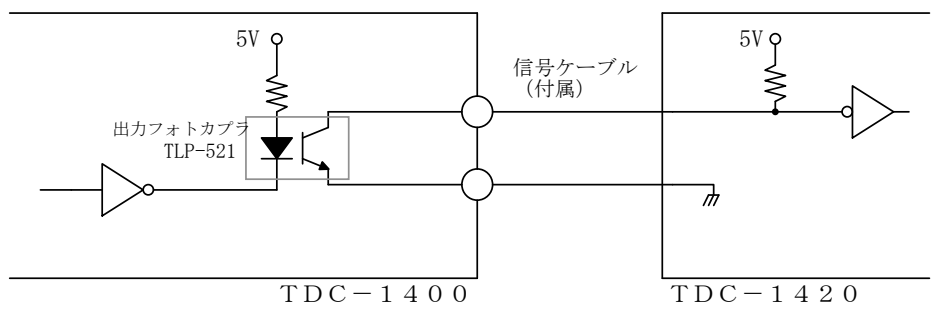 5V
5V
信号ケーブル
(付属)
出力フォトカプラ
TLP-521
TDC-1400
TDC-1420